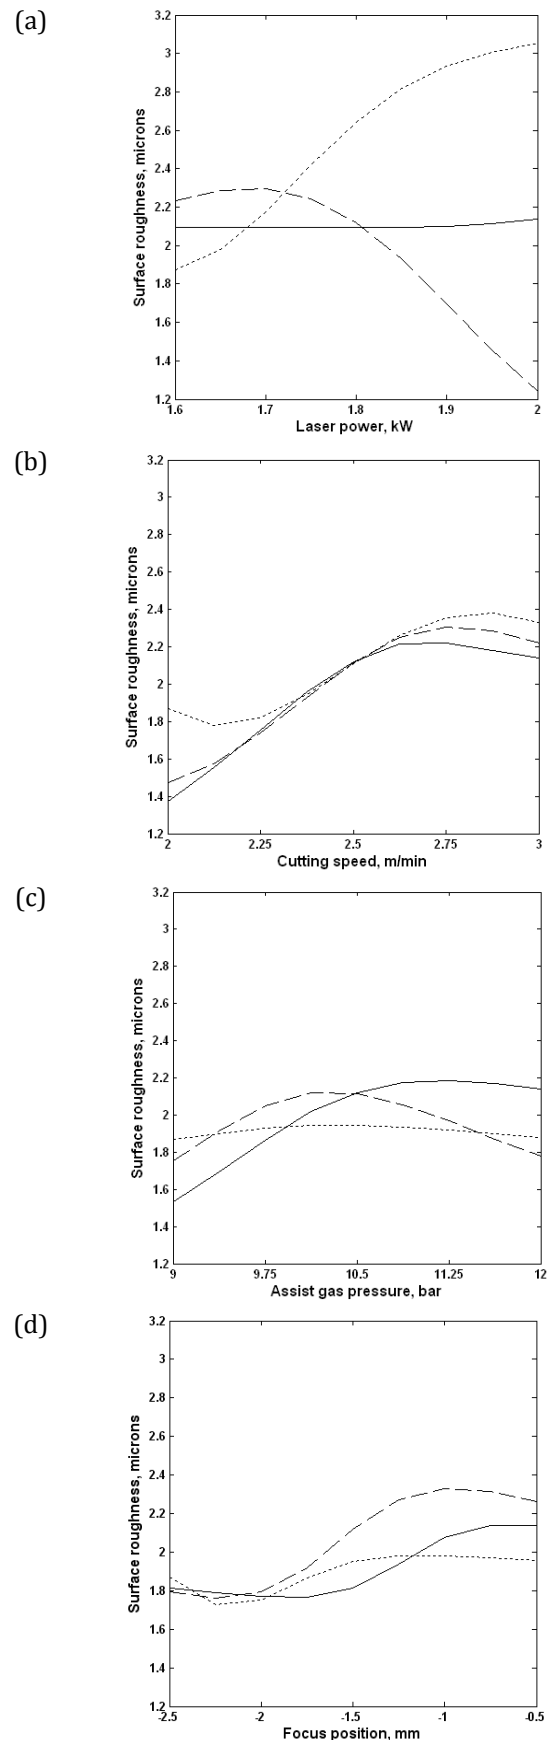 (a)
3.2
3
2.8
2.6
2.4
2.2
2
1.8
1.6
1.4
1.2
Surface roughness, microns
1.6 1.7 1.8 1.9 2
Laser power, kW
(b)
3.2
3
2.8
2.6
2.4
2.2
2
1.8
1.6
1.4
1.2
Surface roughness, microns
2 2.25 2.5 2.75 3
Cutting speed, m/min
(c)
3.2
3
2.8
2.6
2.4
2.2
2
1.8
1.6
1.4
1.2
Surface roughness, microns
9 9.75 10.5 11.25 12
Assist gas pressure, bar
(d)
3.2
3
2.8
2.6
2.4
2.2
2
1.8
1.6
1.4
1.2
Surface roughness, microns
-2.5 -2 -1.5 -1 -0.5
Focus position, mm